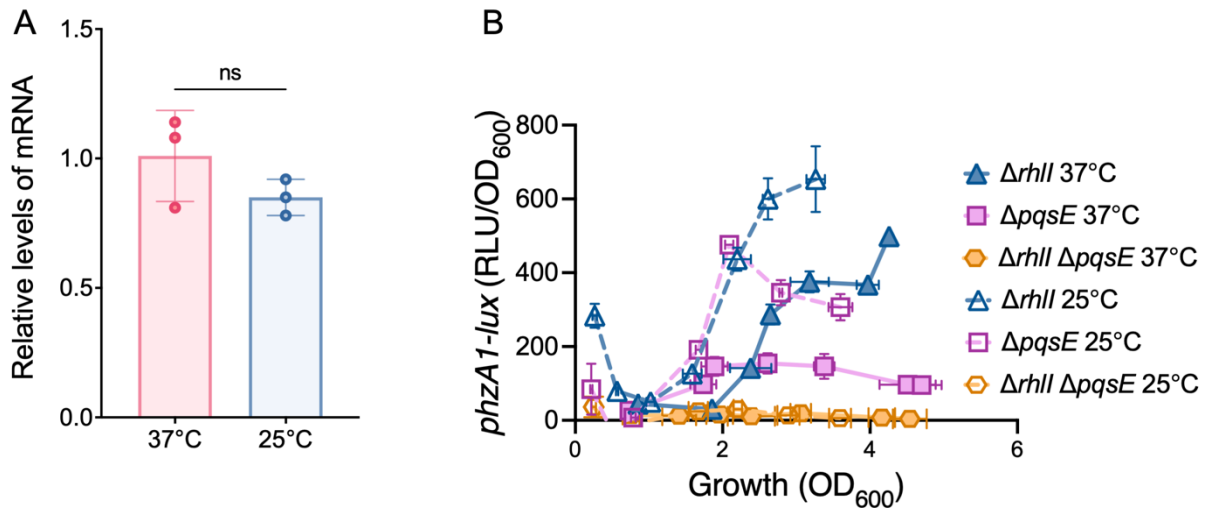 A
Relative levels of mRNA
1.5
1.0
0.5
0.0
ns
37°C
25°C
B
phzA1-lux (RLU/OD600)
800
600
400
200
0
0
2
4
6
Growth (OD600)
ΔrhlI 37°C
ΔpqsE 37°C
ΔrhlI ΔpqsE 37°C
ΔrhlI 25°C
ΔpqsE 25°C
ΔrhlI ΔpqsE 25°C